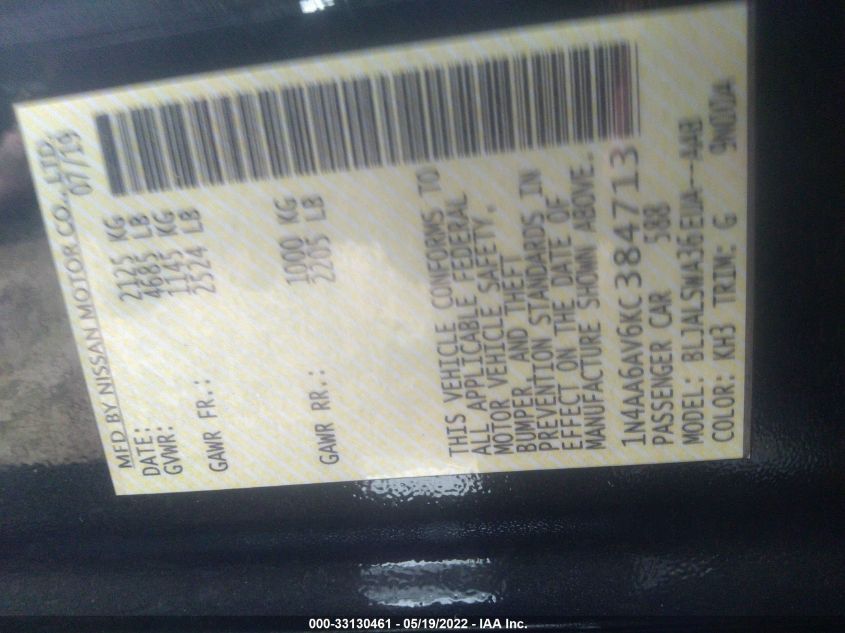 MFD BY NISSAN MOTOR CO., LTD.
DATE: 07/19
GVWR: 2125 KG
4685 LB
GAWR FR.: 1145 KG
2524 LB
GAWR RR.: 1000 KG
2205 LB
THIS VEHICLE CONFORMS TO
ALL APPLICABLE FEDERAL
MOTOR VEHICLE SAFETY,
BUMPER, AND THEFT
PREVENTION STANDARDS IN
EFFECT ON THE DATE OF
MANUFACTURE SHOWN ABOVE.
1N4AA6AV6KC384713
PASSENGER CAR 508
MODEL: BLJALSWA36EUA--AA0
COLOR: KH3 TRIM: G 9N00A
000-33130461 - 05/19/2022 - IAA Inc.